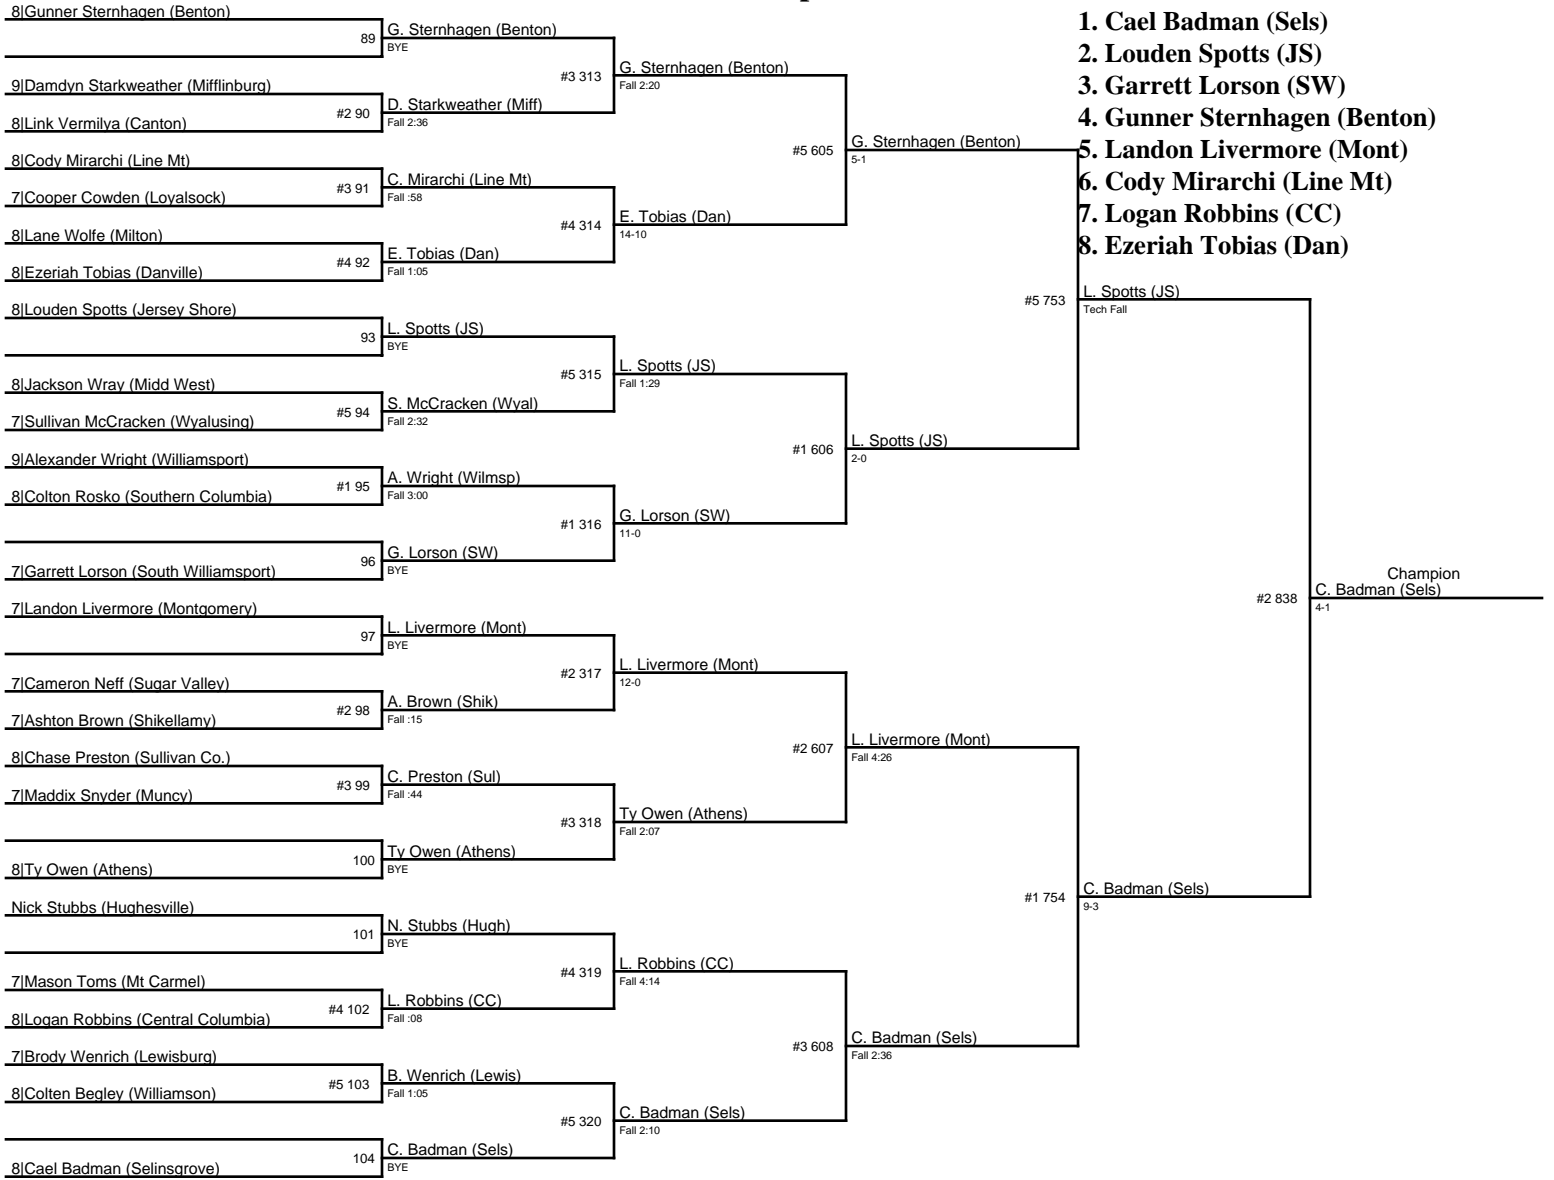 1. Cael Badman (Sels)
2. Louden Spotts (JS)
3. Garrett Lorson (SW)
4. Gunner Sternhagen (Benton)
5. Landon Livermore (Mont)
6. Cody Mirarchi (Line Mt)
7. Logan Robbins (CC)
8. Ezeriah Tobias (Dan)
8|Gunner Sternhagen (Benton)
89
9|Damdyn Starkweather (Mifflinburg)
#2 90
8|Link Vermilya (Canton)
8|Cody Mirarchi (Line Mt)
#3 91
7|Cooper Cowden (Loyalsock)
8|Lane Wolfe (Milton)
#4 92
8|Ezeriah Tobias (Danville)
8|Louden Spotts (Jersey Shore)
93
8|Jackson Wray (Midd West)
#5 94
7|Sullivan McCracken (Wyalusing)
9|Alexander Wright (Williamsport)
#1 95
8|Colton Rosko (Southern Columbia)
96
7|Garrett Lorson (South Williamsport)
7|Landon Livermore (Montgomery)
97
7|Cameron Neff (Sugar Valley)
#2 98
7|Ashton Brown (Shikellamy)
8|Chase Preston (Sullivan Co.)
#3 99
7|Maddix Snyder (Muncy)
100
8|Ty Owen (Athens)
Nick Stubbs (Hughesville)
101
7|Mason Toms (Mt Carmel)
#4 102
8|Logan Robbins (Central Columbia)
7|Brody Wenrich (Lewisburg)
#5 103
8|Colten Begley (Williamson)
104
8|Cael Badman (Selinsgrove)
G. Sternhagen (Benton)
BYE
#3 313
D. Starkweather (Miff)
Fall 2:36
C. Mirarchi (Line Mt)
Fall :58
#4 314
E. Tobias (Dan)
Fall 1:05
L. Spotts (JS)
BYE
#5 315
S. McCracken (Wyal)
Fall 2:32
A. Wright (Wilmsp)
Fall 3:00
#1 316
G. Lorson (SW)
BYE
L. Livermore (Mont)
BYE
#2 317
A. Brown (Shik)
Fall :15
C. Preston (Sul)
Fall :44
#3 318
Ty Owen (Athens)
BYE
N. Stubbs (Hugh)
BYE
#4 319
L. Robbins (CC)
Fall :08
B. Wenrich (Lewis)
Fall 1:05
#5 320
C. Badman (Sels)
BYE
G. Sternhagen (Benton)
Fall 2:20
#5 605
E. Tobias (Dan)
14-10
L. Spotts (JS)
Fall 1:29
#1 606
G. Lorson (SW)
11-0
L. Livermore (Mont)
12-0
#2 607
Ty Owen (Athens)
Fall 2:07
L. Robbins (CC)
Fall 4:14
#3 608
C. Badman (Sels)
Fall 2:10
G. Sternhagen (Benton)
5-1
#5 753
L. Spotts (JS)
2-0
L. Livermore (Mont)
Fall 4:26
#1 754
C. Badman (Sels)
Fall 2:36
L. Spotts (JS)
Tech Fall
#2 838
C. Badman (Sels)
9-3
Champion
C. Badman (Sels)
4-1